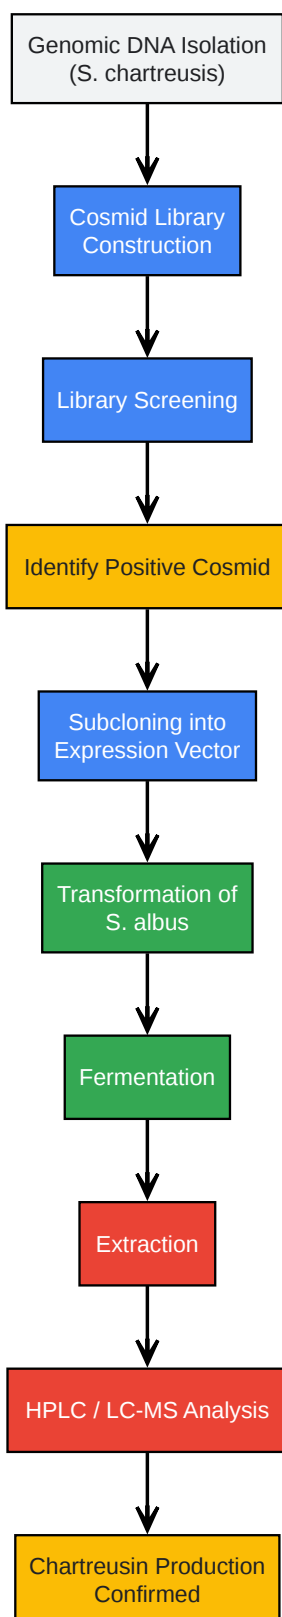 Genomic DNA Isolation
(S. chartreusis)
Cosmid Library
Construction
Library Screening
Identify Positive Cosmid
Subcloning into
Expression Vector
Transformation of
S. albus
Fermentation
Extraction
HPLC / LC-MS Analysis
Chartreusin Production
Confirmed